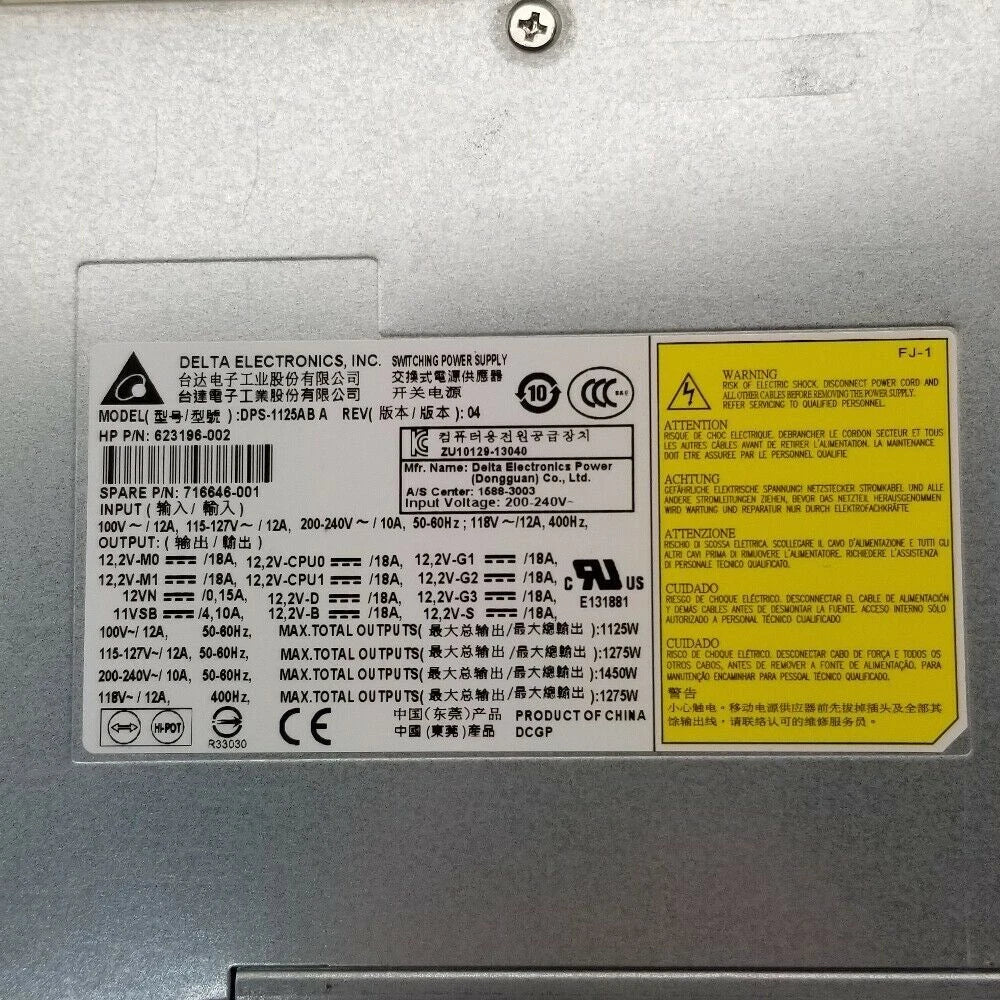 DELTA ELECTRONICS, INC. SWITCHING POWER SUPPLY
台达电子工业股份有限公司 交換式電源供應器
台達電子工業股份有限公司 开关电源
MODEL( 型号/型號 ) :DPS-1125AB A REV( 版本/版本 ): 04
HP P/N: 623196-002
SPARE P/N: 716646-001
10
CCC S&E
컴퓨터용전원공급장치
ZU10129-13040
Mfr. Name: Delta Electronics Power
(Dongguan) Co., Ltd.
A/S Center: 1588-3003
Input Voltage: 200-240V~
INPUT ( 输入/ 輸入 )
100V ~ / 12A, 115-127V ~ / 12A, 200-240V ~ / 10A, 50-60Hz ; 118V ~/12A, 400Hz,
OUTPUT: ( 输出/ 輸出 )
12,2V-M0 /18A, 12,2V-CPU0 /18A, 12,2V-G1 /18A,
12,2V-M1 /18A, 12,2V-CPU1 /18A, 12,2V-G2 /18A,
12VN /0,15A, 12,2V-D /18A, 12,2V-G3 /18A,
11VSB /4,10A, 12,2V-B /18A, 12,2V-S /18A,
c RU US
E131881
100V~/ 12A, 50-60Hz, MAX.TOTAL OUTPUTS( 最大总输出/最大總輸出 ):1125W
115-127V~/ 12A, 50-60Hz, MAX.TOTAL OUTPUTS( 最大总输出/最大總輸出 ):1275W
200-240V~/ 10A, 50-60Hz, MAX.TOTAL OUTPUTS( 最大总输出/最大總輸出 ):1450W
118V~/ 12A, 400Hz, MAX.TOTAL OUTPUTS( 最大总输出/最大總輸出 ):1275W
HI-POT
R33030
CE
中国(东莞)产品 PRODUCT OF CHINA
中國(東莞)產品 DCGP
FJ-1
WARNING
RISK OF ELECTRIC SHOCK, DISCONNECT POWER CORD AND
ALL OTHER CABLES BEFORE REMOVING THE POWER SUPPLY.
REFER SERVICING TO QUALIFIED PERSONNEL.
ATTENTION
RISQUE DE CHOC ELECTRIQUE. DEBRANCHER LE CORDON SECTEUR ET TOUS
LES AUTRES CÂBLES AVANT DE RETIRER L'ALIMENTATION. LA MAINTENANCE
DOIT ETRE ASSUREE PAR LE PERSONNEL QUALIFIE
ACHTUNG
GEFÄHRLICHE ELEKTRISCHE SPANNUNG! NETZSTECKER STROMKABEL UND ALLE
ANDERE STROMLEITUNGEN ZIEHEN, BEVOR DAS NETZTEIL HERAUSGENOMMEN
WIRD WARTUNG UND REPARATUR NUR DURCH ELEKTROFACHKRÄFTE
ATTENZIONE
RISCHIO DI SCOSSA ELETTRICA. SCOLLEGARE IL CAVO D'ALIMENTAZIONE E TUTTI GLI
ALTRI CAVI PRIMA DI RIMUOVERE L'ALIMENTATORE. RICHIEDERE L'ASSISTENZA
DI PERSONALE TÉCNICO QUALIFICATO.
CUIDADO
RIESGO DE CHOQUE ELÉCTRICO. DESCONECTAR EL CABLE DE ALIMENTACIÓN
Y DEMÁS CABLES ANTES DE DESMONTAR LA FUENTE. ACCESO INTERNO SÓLO
AUTORIZADO A PERSONAL TÉCNICO CUALIFICADO
CUIDADO
RISCO DE CHOQUE ELÉTRICO. DESCONECTAR CABO DE FORÇA E TODOS OS
OTROS CABOS, ANTES DE REMOVER A FONTE DE ALIMENTAÇÃO. PARA
MANUTENÇÃO ENCAMINHAR PARA PESSOAL TÉCNICO QUALIFICADO.
警告
小心触电。移动电源供应器前先拔掉插头及全部其
馀输出线。请联络认可的维修服务员。